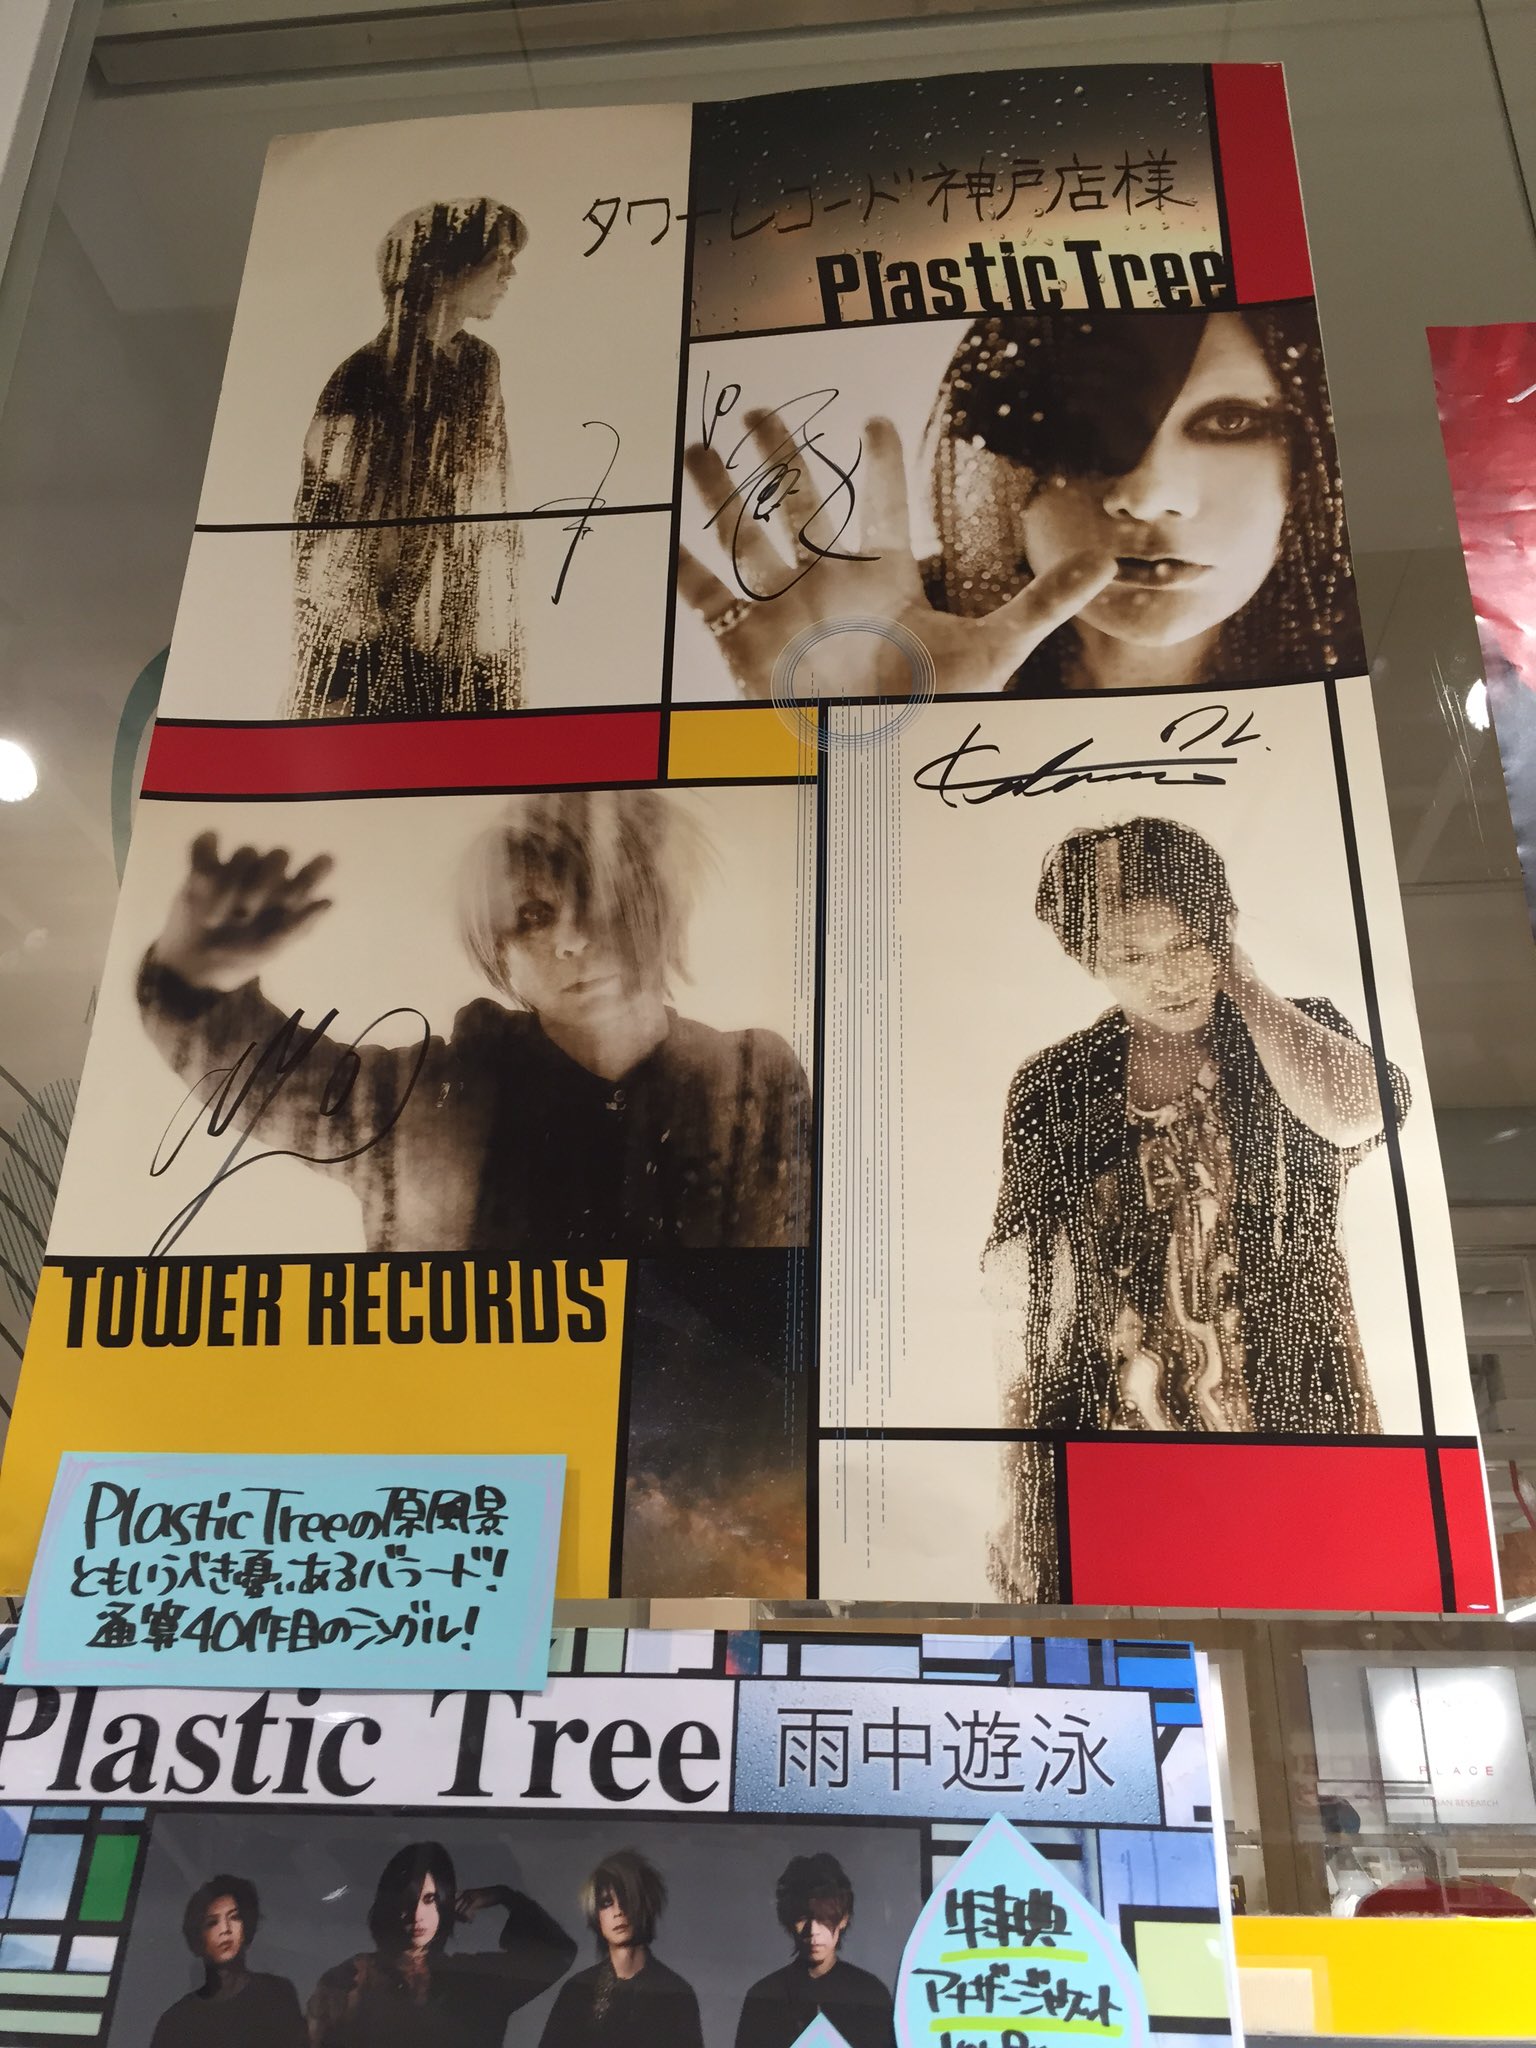 タワーレコード神戸店様
Plastic Tree
TOWER RECORDS
Plastic Treeの原風景
ともいうべき憂いあるバラード!
通算40作目のシングル!
Plastic Tree
雨中遊泳
特典
アナザージャケット
PLACE
URBAN RESEARCH